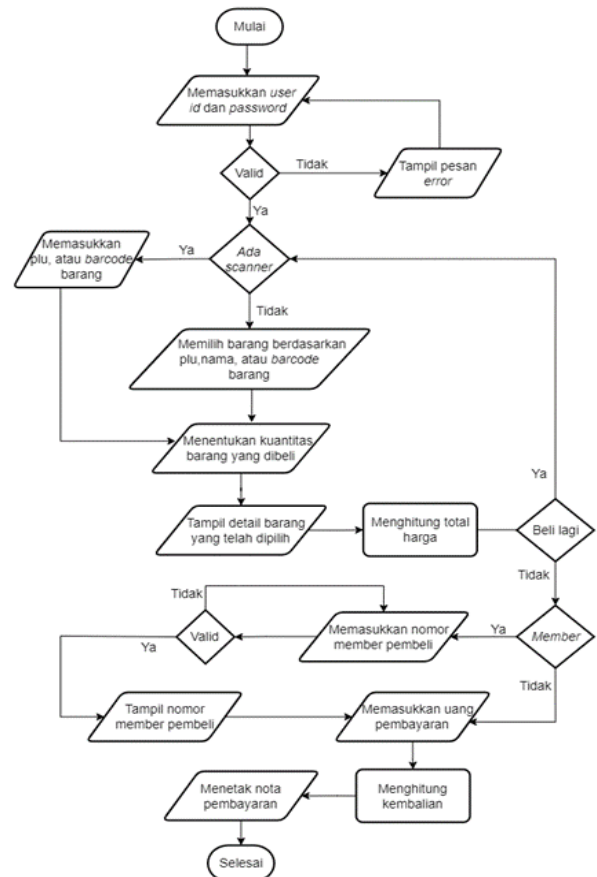 Mulai
Memasukkan user
id dan password
Valid
Tidak
Tampil pesan
error
Ya
Ada
scanner
Ya
Memasukkan
plu, atau barcode
barang
Tidak
Memilih barang berdasarkan
plu,nama, atau barcode
barang
Menentukan kuantitas
barang yang dibeli
Tampil detail barang
yang telah dipilih
Menghitung total
harga
Beli lagi
Ya
Tidak
Member
Ya
Memasukkan nomor
member pembeli
Valid
Tidak
Ya
Tidak
Tampil nomor
member pembeli
Memasukkan uang
pembayaran
Menghitung
kembalian
Menetak nota
pembayaran
Selesai